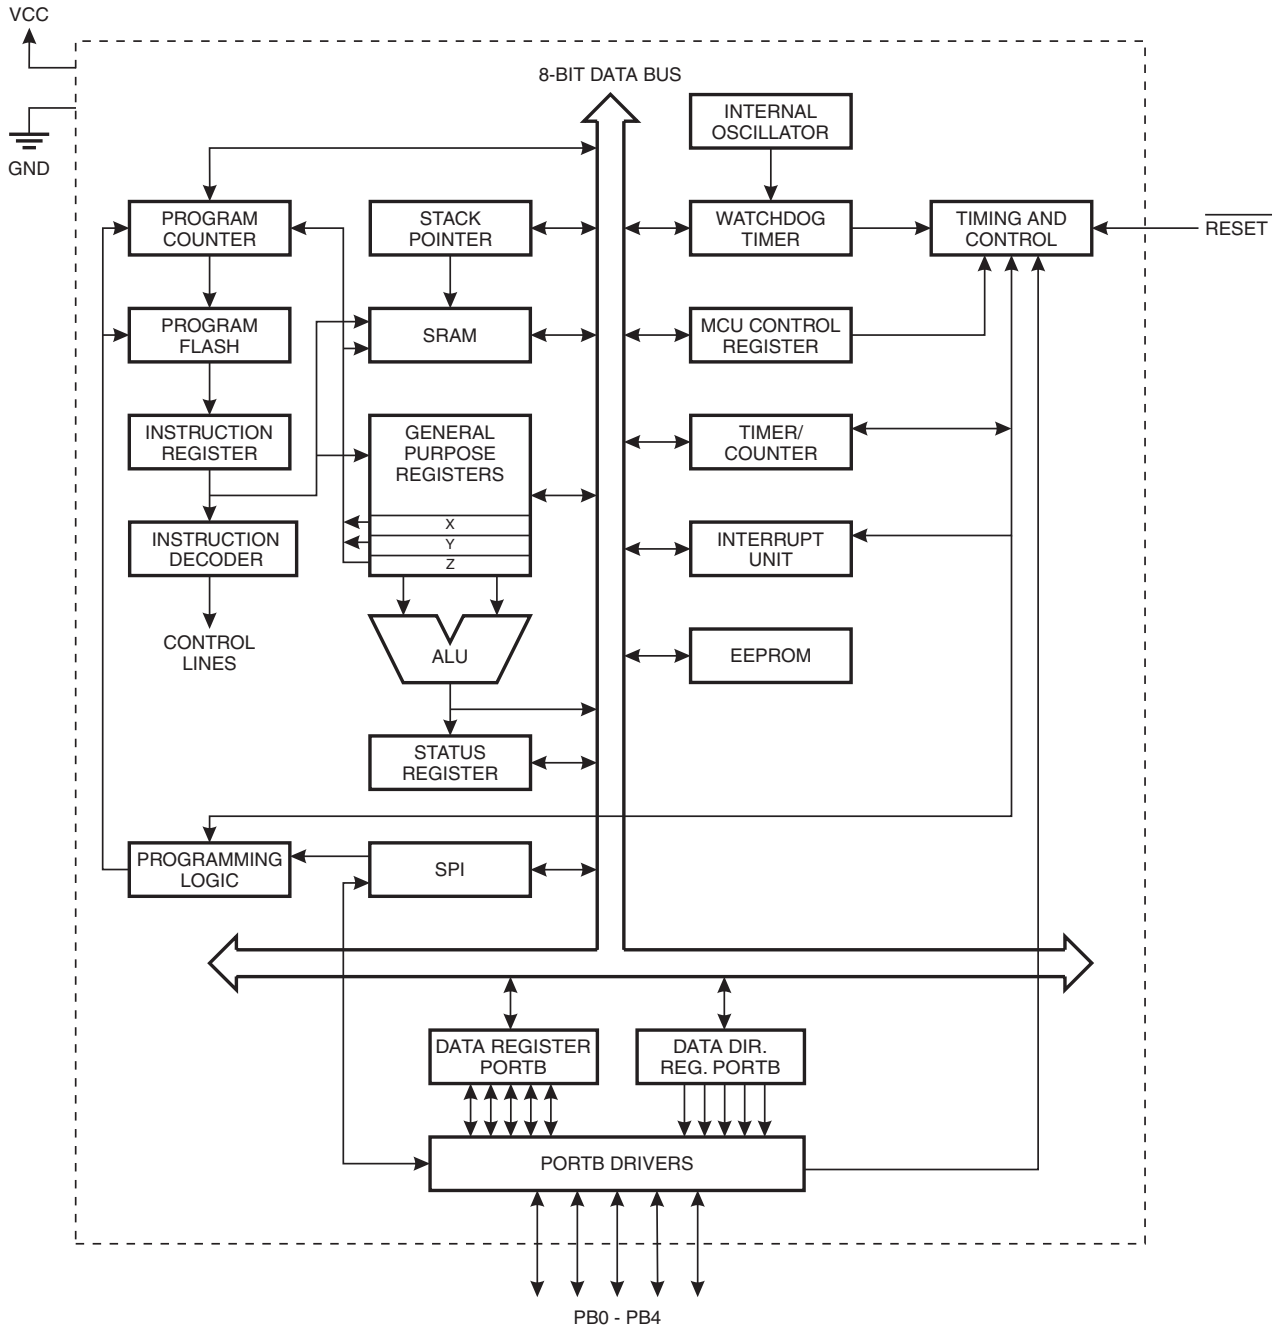 VCC
8-BIT DATA BUS
INTERNAL
OSCILLATOR
GND
PROGRAM
COUNTER
STACK
POINTER
WATCHDOG
TIMER
TIMING AND
CONTROL
RESET
PROGRAM
FLASH
SRAM
MCU CONTROL
REGISTER
INSTRUCTION
REGISTER
GENERAL
PURPOSE
REGISTERS
X
Y
Z
TIMER/
COUNTER
INSTRUCTION
DECODER
INTERRUPT
UNIT
CONTROL
LINES
ALU
EEPROM
STATUS
REGISTER
PROGRAMMING
LOGIC
SPI
DATA REGISTER
PORTB
DATA DIR.
REG. PORTB
PORTB DRIVERS
PB0 - PB4